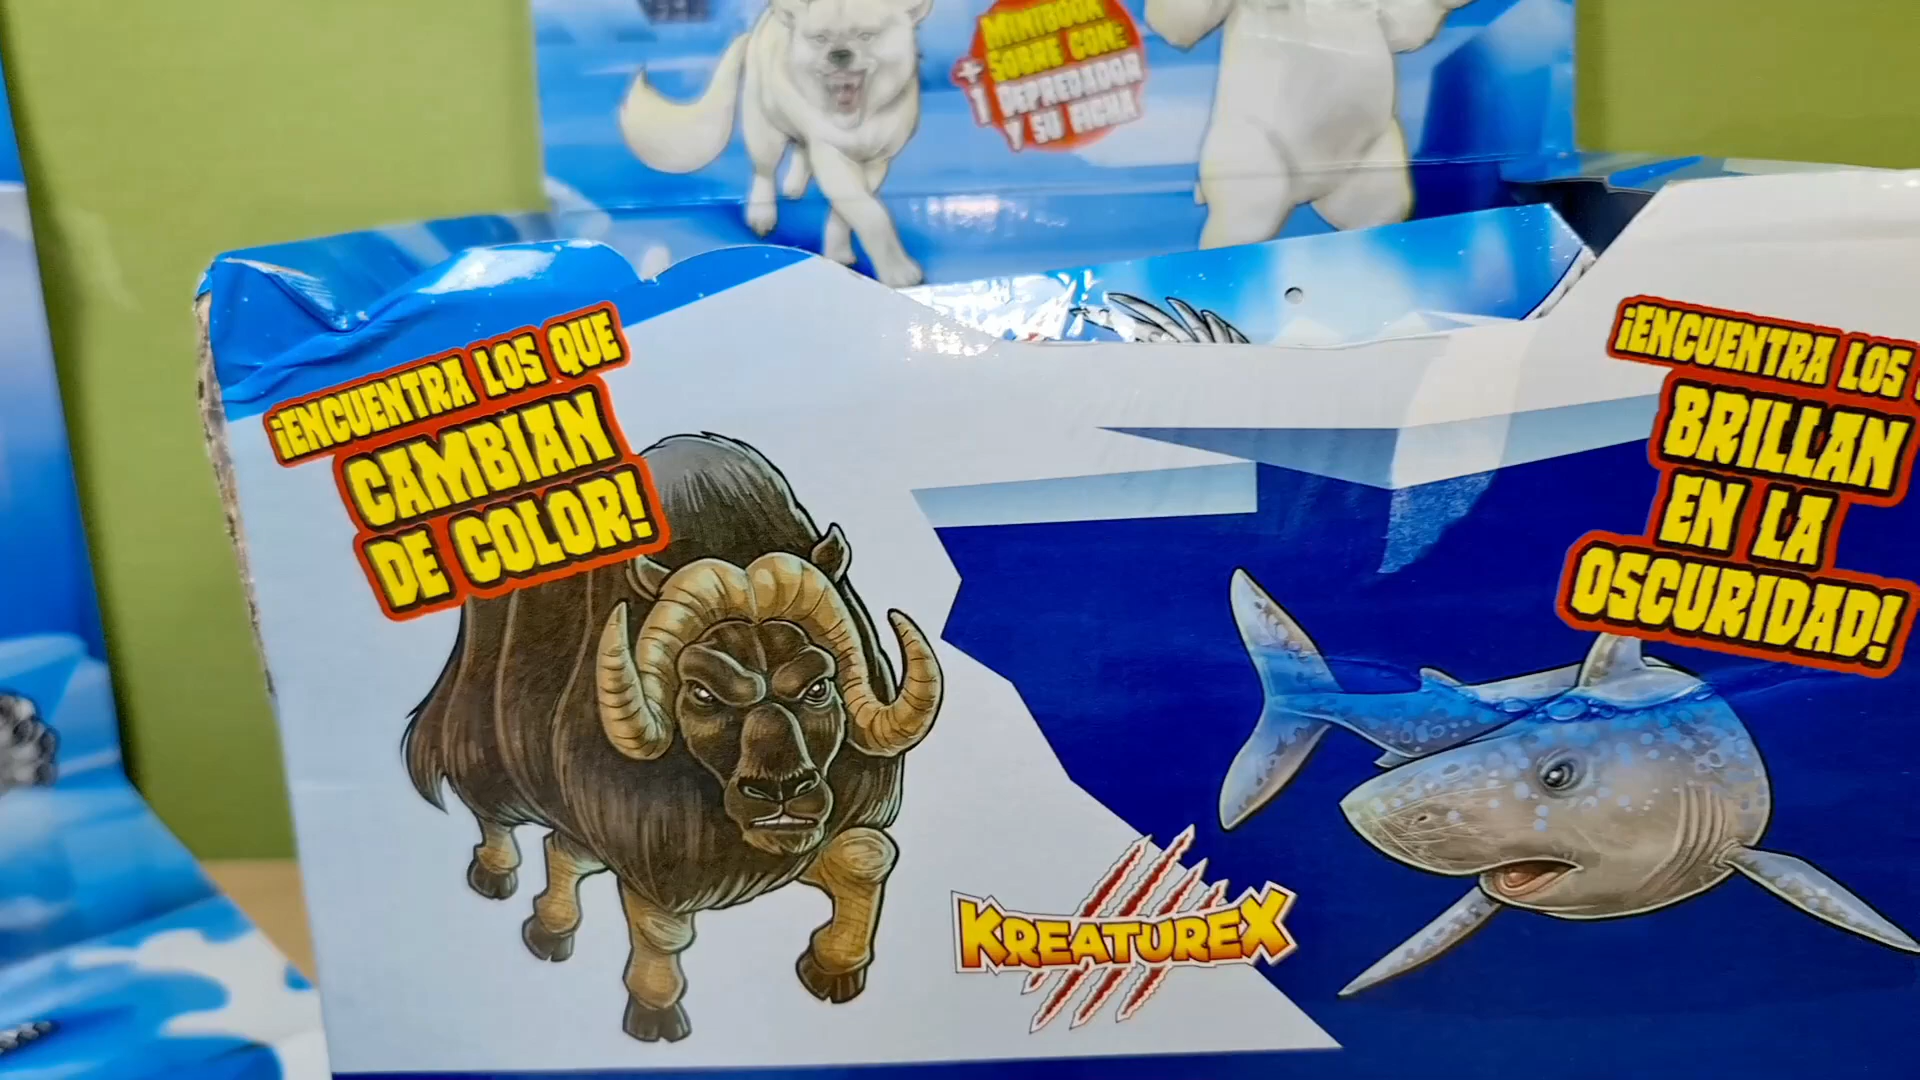 MINIBOOK
SOBRE CON:
+ 1 DEPREDADOR
Y SU FICHA
¡ENCUENTRA LOS QUE
CAMBIAN
DE COLOR!
¡ENCUENTRA LOS
BRILLAN
EN LA
OSCURIDAD!
KREATUREX